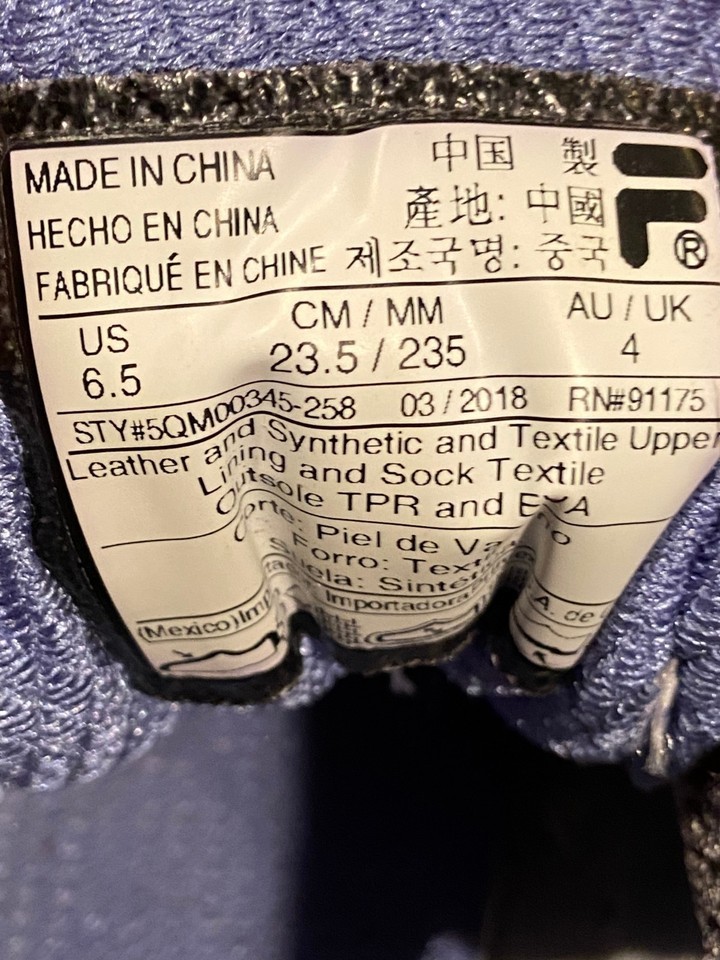 MADE IN CHINA 中国 製
HECHO EN CHINA 產地: 中國
FABRIQUÉ EN CHINE 제조국명: 중국
®
US CM / MM AU / UK
6.5 23.5 / 235 4
STY#5QM00345-258 03 / 2018 RN#91175
Leather and Synthetic and Textile Upper
Lining and Sock Textile
Outsole TPR and EVA
Corte: Piel de
Forro:
(Mexico)